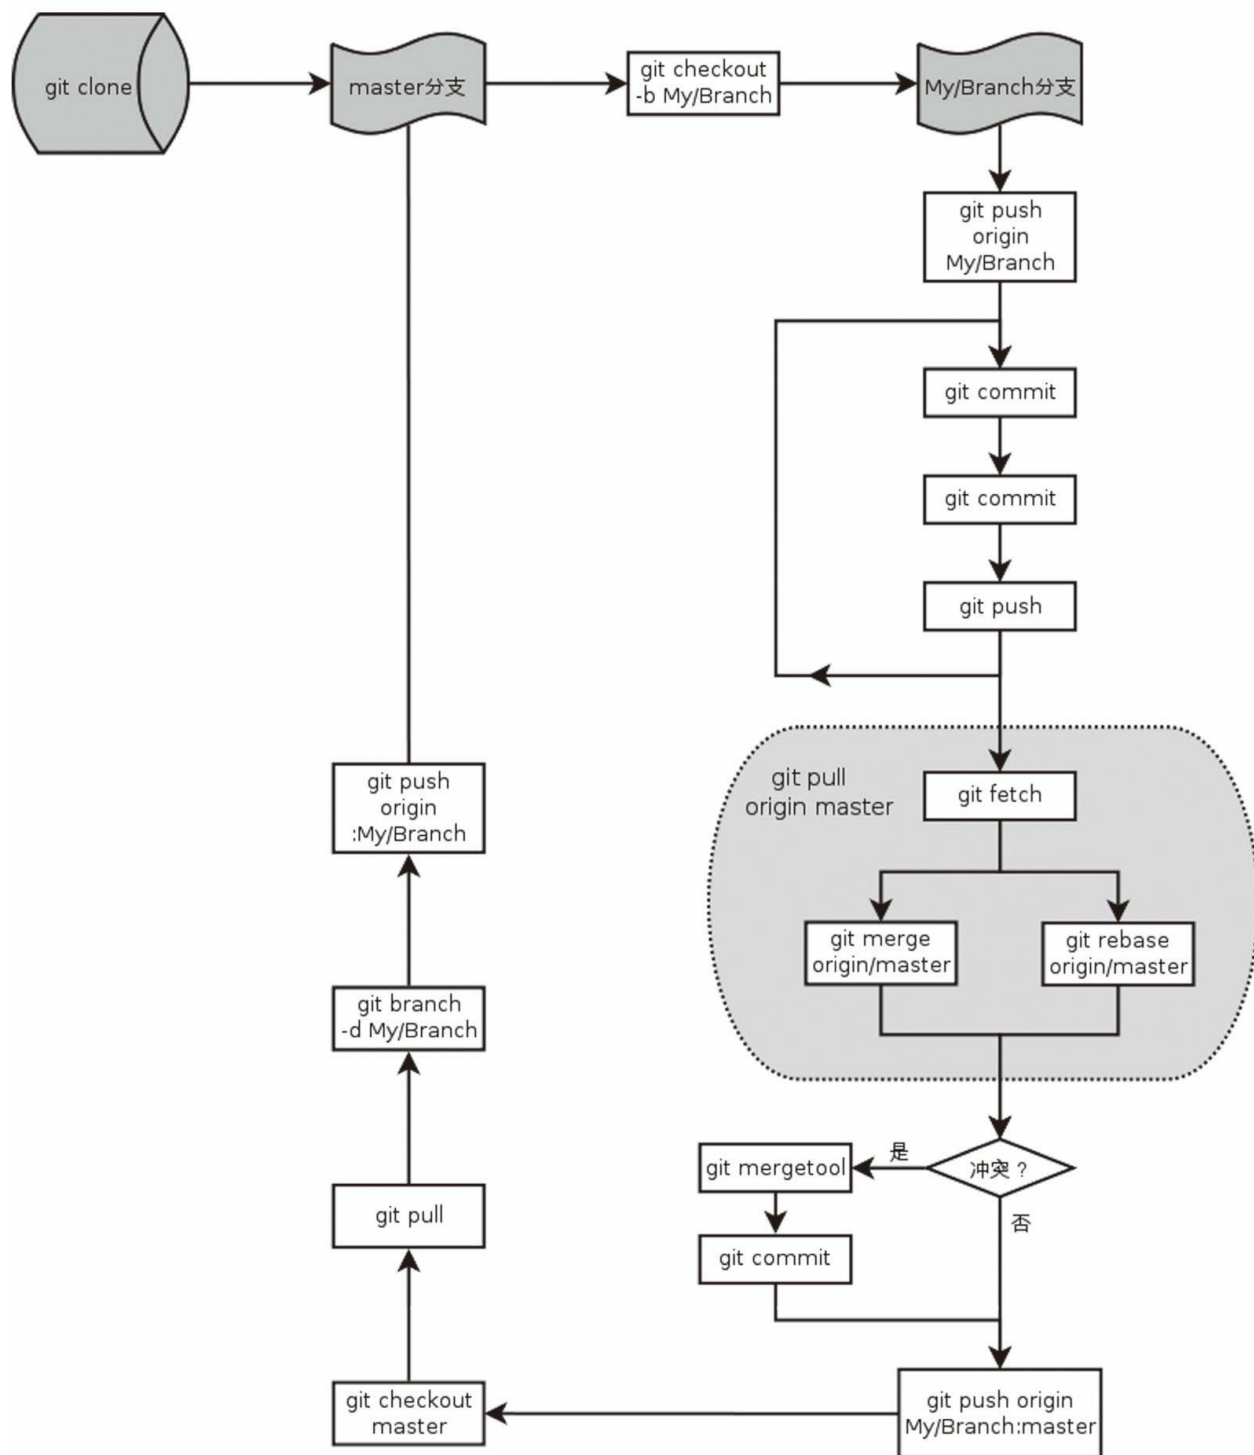 git clone
master分支
git checkout
-b My/Branch
My/Branch分支
git push
origin
My/Branch
git commit
git commit
git push
git pull
origin master
git fetch
git merge
origin/master
git rebase
origin/master
冲突？
是
否
git mergetool
git commit
git push origin
My/Branch:master
git checkout
master
git pull
git branch
-d My/Branch
git push
origin
:My/Branch